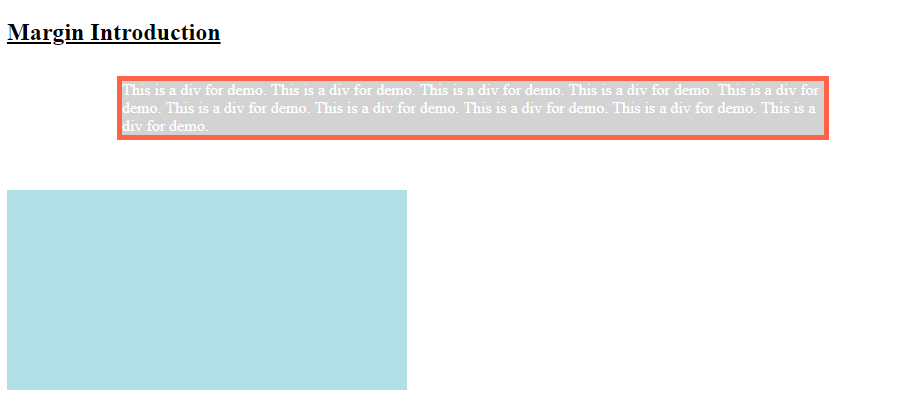 Margin Introduction
This is a div for demo. This is a div for demo. This is a div for demo. This is a div for demo. This is a div for
demo. This is a div for demo. This is a div for demo. This is a div for demo. This is a div for demo. This is a
div for demo.